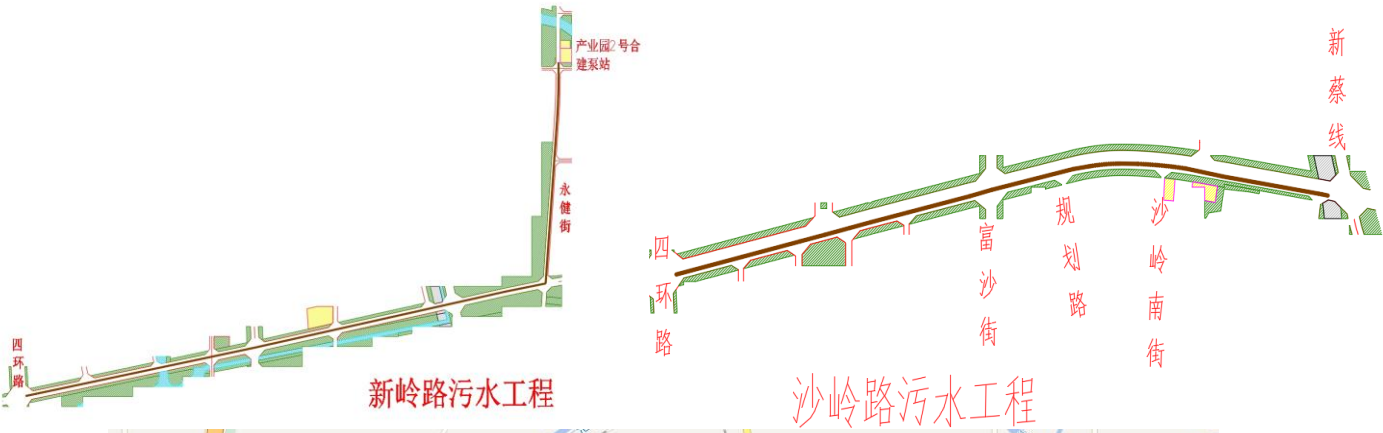 产业园2号合
建泵站
永健街
四环路
新岭路污水工程
新蔡线
四环路
富沙街
规划路
沙岭南街
沙岭路污水工程